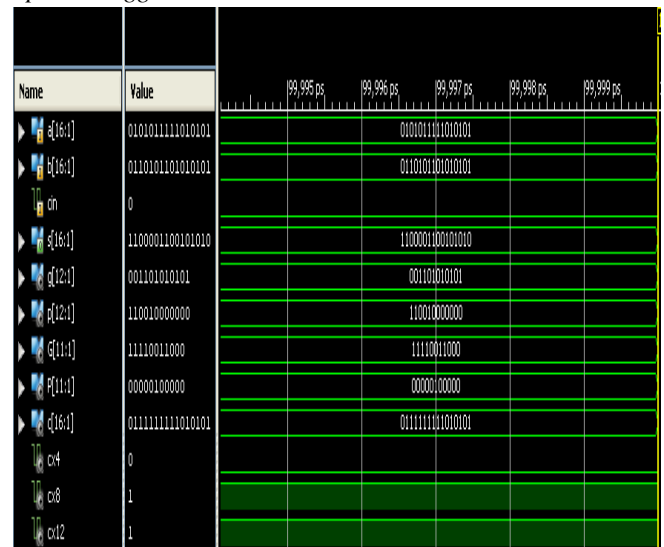 Name Value 99,995 ps 99,996 ps 99,997 ps 99,998 ps 99,999 ps
a[16:1] 0101011111010101 0101011111010101
b[16:1] 0110101101010101 0110101101010101
cin 0
s[16:1] 1100001100101010 1100001100101010
g[12:1] 001101010101 001101010101
p[12:1] 110010000000 110010000000
G[11:1] 11110011000 11110011000
P[11:1] 00000100000 00000100000
c[16:1] 0111111111010101 0111111111010101
cx4 0
cx8 1
cx12 1